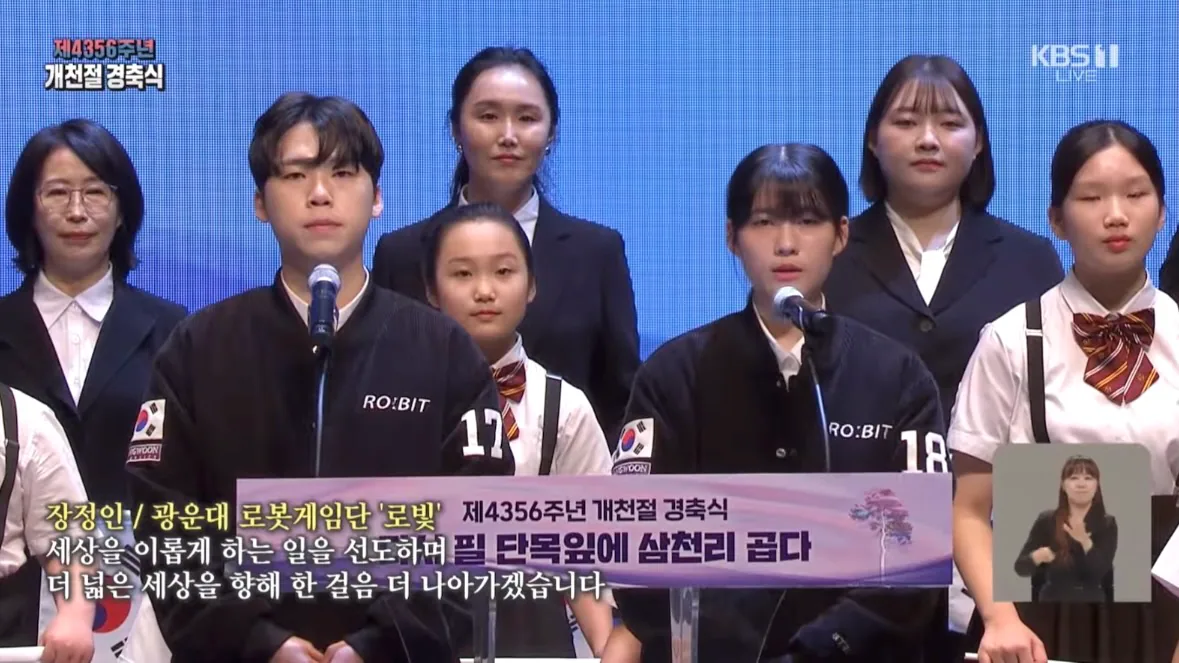 제4356주년
개천절 경축식
KBS 1
LIVE
RO:BIT
17
RO:BIT
18
제4356주년 개천절 경축식
필 단목잎에 삼천리 곱다
장정인 / 광운대 로봇게임단 '로빛'
세상을 이롭게 하는 일을 선도하며
더 넓은 세상을 향해 한 걸음 더 나아가겠습니다